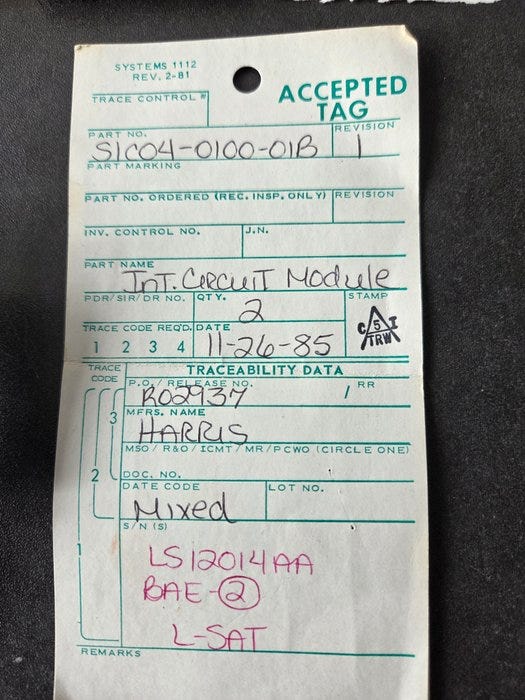 SYSTEMS 1112
REV. 2-81
ACCEPTED
TAG
TRACE CONTROL #
PART NO.
REVISION
S1C04-0100-01B
1
PART MARKING
PART NO. ORDERED (REC. INSP. ONLY)
REVISION
INV. CONTROL NO.
J.N.
PART NAME
INT. CIRCUIT Module
PDR/SIR/DR NO.
QTY.
STAMP
2
TRACE CODE REQ'D.
DATE
1 2 3 4
11-26-85
C 5 I
TRW
TRACE
CODE
TRACEABILITY DATA
P.O./RELEASE NO.
/ RR
R02937
3
MFRS. NAME
HARRIS
MSO/R&O/ICMT/MR/PCWO (CIRCLE ONE)
DOC. NO.
2
DATE CODE
LOT NO.
Mixed
S/N (S)
1
LS12014AA
BAE-2
L-SAT
REMARKS